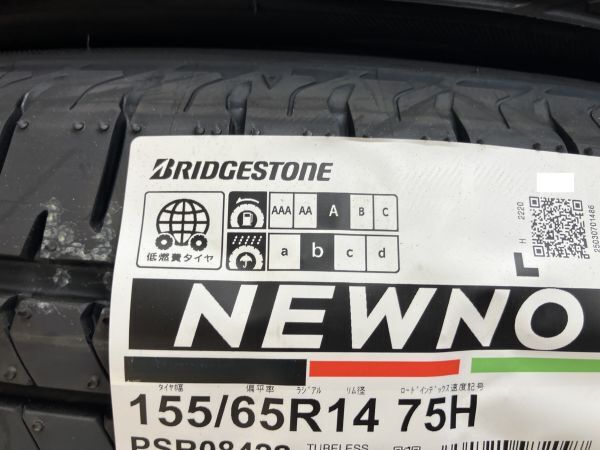 BRIDGESTONE
低燃費タイヤ
AAA AA A B C
a b c d
H 2220
25030701486
NEWNO
タイヤ幅 偏平率 ラジアル リム径 ロードインデックス速度記号
155/65R14 75H
TUBELESS